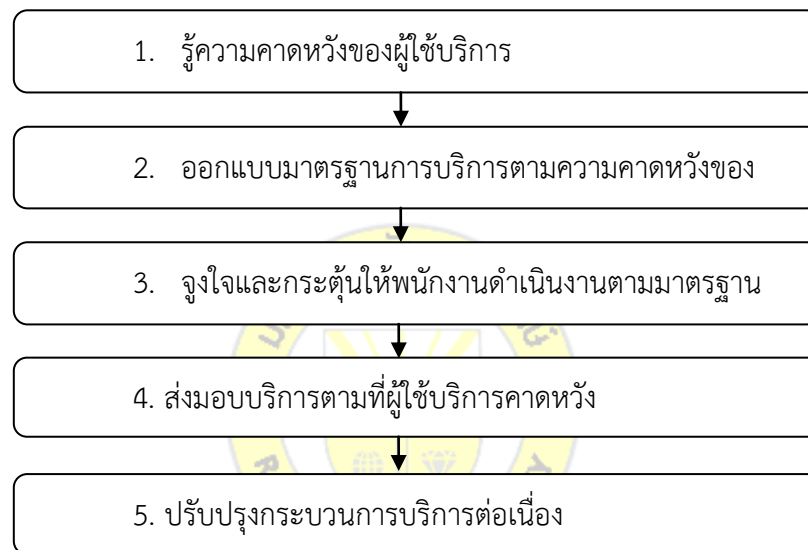 1. รู้ความคาดหวังของผู้ใช้บริการ
2. ออกแบบมาตรฐานการบริการตามความคาดหวังของ
3. จูงใจและกระตุ้นให้พนักงานดำเนินงานตามมาตรฐาน
4. ส่งมอบบริการตามที่ผู้ใช้บริการคาดหวัง
5. ปรับปรุงกระบวนการบริการต่อเนื่อง